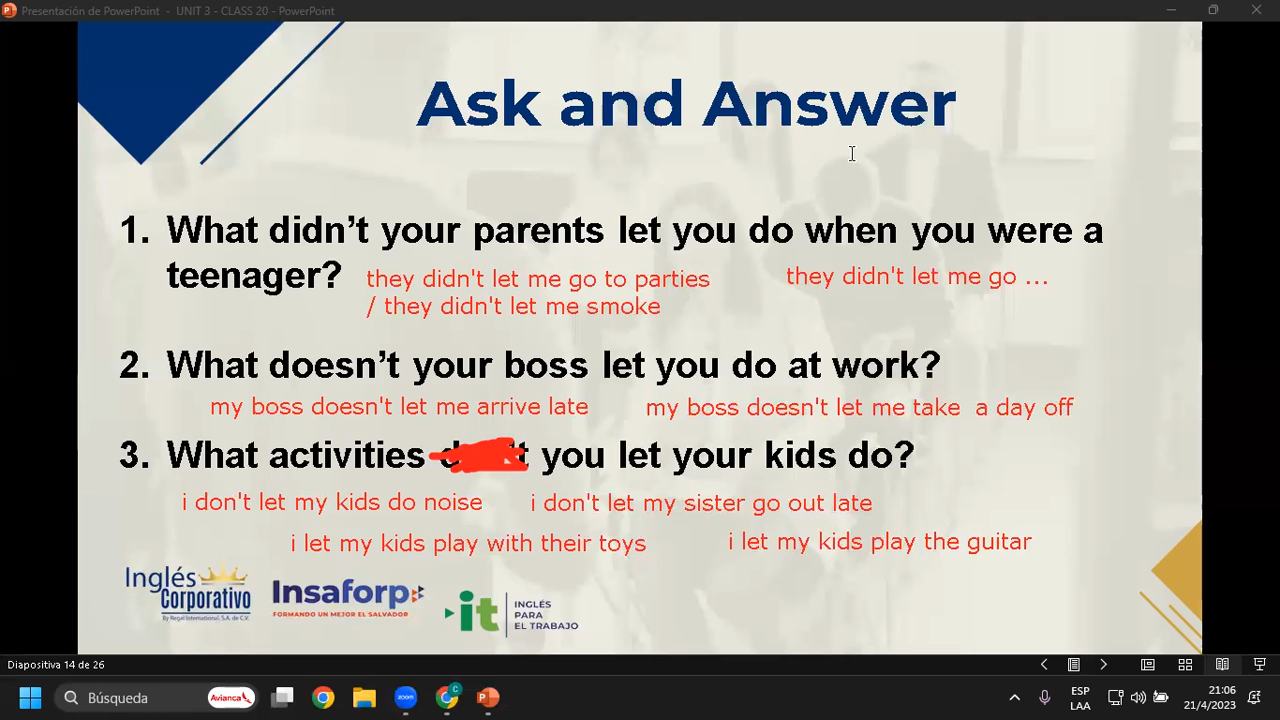 Presentación de PowerPoint - UNIT 3 - CLASS 20 - PowerPoint
Ask and Answer
1. What didn’t your parents let you do when you were a
teenager? they didn't let me go to parties they didn't let me go ...
/ they didn't let me smoke
2. What doesn’t your boss let you do at work?
my boss doesn't let me arrive late my boss doesn't let me take a day off
3. What activities you let your kids do?
i don't let my kids do noise i don't let my sister go out late
i let my kids play with their toys i let my kids play the guitar
Inglés
Corporativo
By Regal International, S.A. de C.V.
Insaforp
FORMANDO UN MEJOR EL SALVADOR
it
INGLÉS
PARA
EL TRABAJO
Diapositiva 14 de 26
Búsqueda
Avianca
ESP
LAA
21:06
21/4/2023